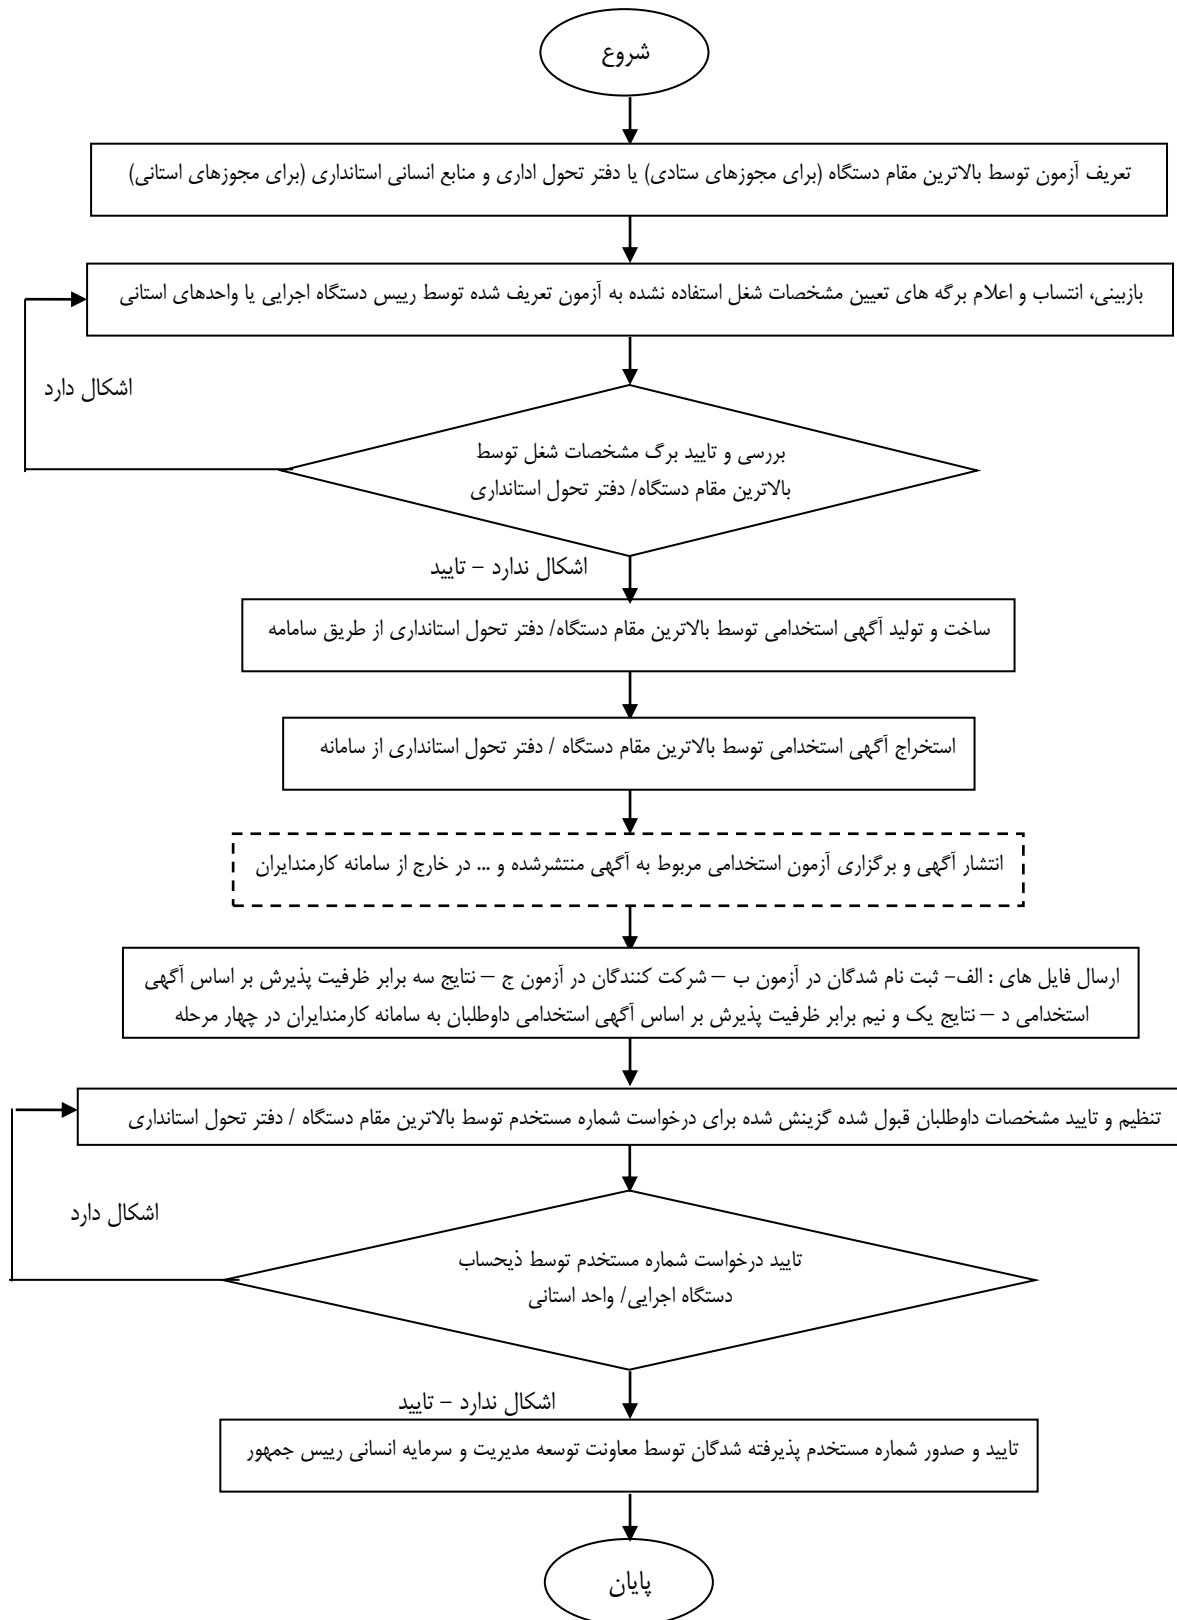 شروع
تعریف آزمون توسط بالاترین مقام دستگاه (برای مجوزهای ستادی) یا دفتر تحول اداری و منابع انسانی استانداری (برای مجوزهای استانی)
بازبینی، انتساب و اعلام برگه های تعیین مشخصات شغل استفاده نشده به آزمون تعریف شده توسط رییس دستگاه اجرایی یا واحدهای استانی
اشکال دارد
بررسی و تایید برگ مشخصات شغل توسط
بالاترین مقام دستگاه/ دفتر تحول استانداری
اشکال ندارد – تایید
ساخت و تولید آگهی استخدامی توسط بالاترین مقام دستگاه/ دفتر تحول استانداری از طریق سامامه
استخراج آگهی استخدامی توسط بالاترین مقام دستگاه / دفتر تحول استانداری از سامانه
انتشار آگهی و برگزاری آزمون استخدامی مربوط به آگهی منتشرشده و ... در خارج از سامانه کارمندایران
ارسال فایل های : الف- ثبت نام شدگان در آزمون ب – شرکت کنندگان در آزمون ج – نتایج سه برابر ظرفیت پذیرش بر اساس آگهی
استخدامی د – نتایج یک و نیم برابر ظرفیت پذیرش بر اساس آگهی استخدامی داوطلبان به سامانه کارمندایران در چهار مرحله
تنظیم و تایید مشخصات داوطلبان قبول شده گزینش شده برای درخواست شماره مستخدم توسط بالاترین مقام دستگاه / دفتر تحول استانداری
اشکال دارد
تایید درخواست شماره مستخدم توسط ذیحساب
دستگاه اجرایی/ واحد استانی
اشکال ندارد – تایید
تایید و صدور شماره مستخدم پذیرفته شدگان توسط معاونت توسعه مدیریت و سرمایه انسانی رییس جمهور
پایان